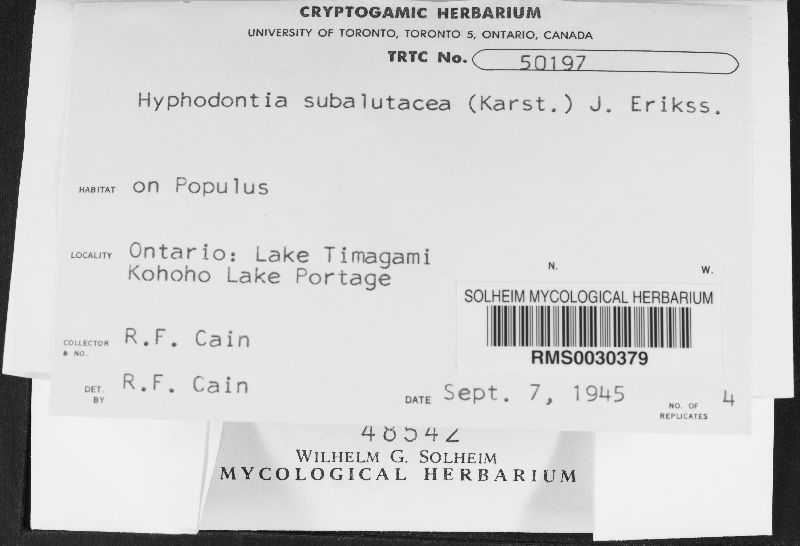 CRYPTOGAMIC HERBARIUM
UNIVERSITY OF TORONTO, TORONTO 5, ONTARIO, CANADA
TRTC No. 50197
Hyphodontia subalutacea (Karst.) J. Erikss.
HABITAT on Populus
LOCALITY Ontario: Lake Timagami
Kohoho Lake Portage
N. W.
SOLHEIM MYCOLOGICAL HERBARIUM
RMS0030379
COLLECTOR & NO. R.F. Cain
DET. BY R.F. Cain
DATE Sept. 7, 1945
NO. OF REPLICATES 4
48542
WILHELM G. SOLHEIM
MYCOLOGICAL HERBARIUM